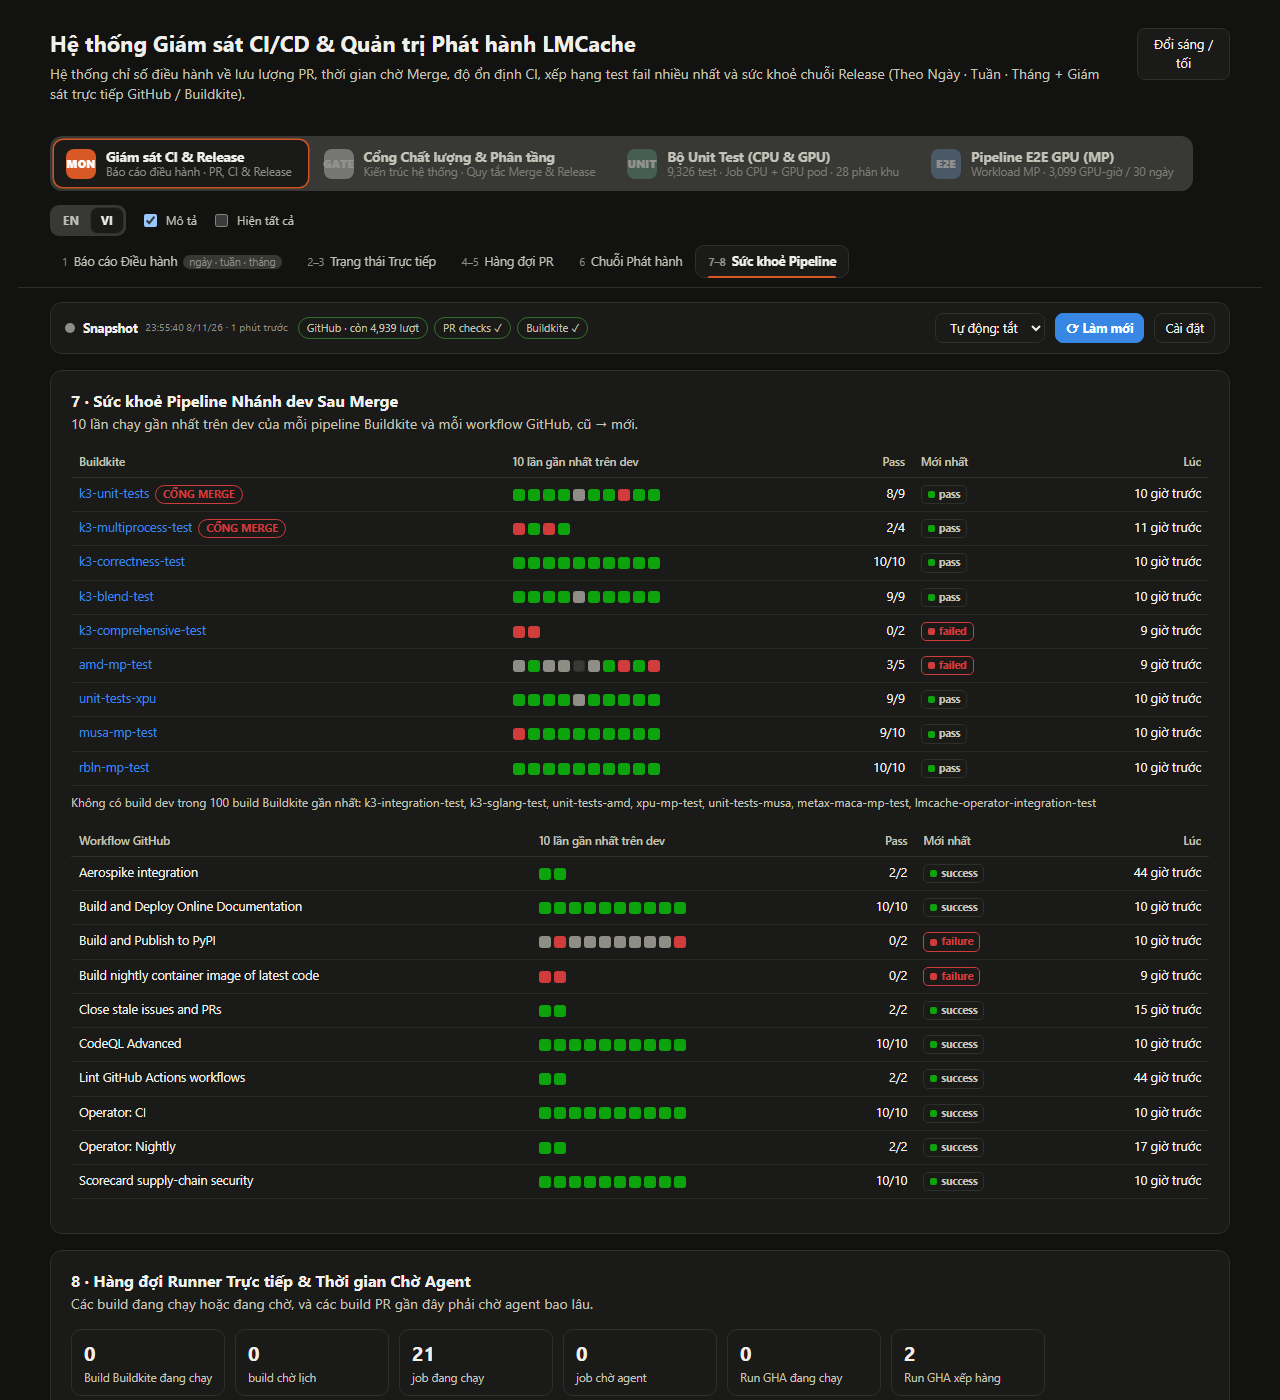 Hệ thống Giám sát CI/CD & Quản trị Phát hành LMCache
Hệ thống chỉ số điều hành về lưu lượng PR, thời gian chờ Merge, độ ổn định CI, xếp hạng test fail nhiều nhất và sức khoẻ chuỗi Release (Theo Ngày · Tuần · Tháng + Giám
sát trực tiếp GitHub / Buildkite).
Đổi sáng /
tối
MON
Giám sát CI & Release
Báo cáo điều hành · PR, CI & Release
GATE
Cổng Chất lượng & Phân tầng
Kiến trúc hệ thống · Quy tắc Merge & Release
UNIT
Bộ Unit Test (CPU & GPU)
9,326 test · Job CPU + GPU pod · 28 phân khu
E2E
Pipeline E2E GPU (MP)
Workload MP · 3,099 GPU-giờ / 30 ngày
EN VI Mô tả Hiện tất cả
1 Báo cáo Điều hành ngày · tuần · tháng 2–3 Trạng thái Trực tiếp 4–5 Hàng đợi PR 6 Chuỗi Phát hành 7–8 Sức khoẻ Pipeline
Snapshot 23:55:40 8/11/26 · 1 phút trước GitHub · còn 4,939 lượt PR checks ✓ Buildkite ✓ Tự động: tắt ⟳ Làm mới Cài đặt
7 · Sức khoẻ Pipeline Nhánh dev Sau Merge
10 lần chạy gần nhất trên dev của mỗi pipeline Buildkite và mỗi workflow GitHub, cũ → mới.
Buildkite 10 lần gần nhất trên dev Pass Mới nhất Lúc
k3-unit-tests CỔNG MERGE 8/9 pass 10 giờ trước
k3-multiprocess-test CỔNG MERGE 2/4 pass 11 giờ trước
k3-correctness-test 10/10 pass 10 giờ trước
k3-blend-test 9/9 pass 10 giờ trước
k3-comprehensive-test 0/2 failed 9 giờ trước
amd-mp-test 3/5 failed 9 giờ trước
unit-tests-xpu 9/9 pass 10 giờ trước
musa-mp-test 9/10 pass 10 giờ trước
rbln-mp-test 10/10 pass 10 giờ trước
Không có build dev trong 100 build Buildkite gần nhất: k3-integration-test, k3-sglang-test, unit-tests-amd, xpu-mp-test, unit-tests-musa, metax-maca-mp-test, lmcache-operator-integration-test
Workflow GitHub 10 lần gần nhất trên dev Pass Mới nhất Lúc
Aerospike integration 2/2 success 44 giờ trước
Build and Deploy Online Documentation 10/10 success 10 giờ trước
Build and Publish to PyPI 0/2 failure 10 giờ trước
Build nightly container image of latest code 0/2 failure 9 giờ trước
Close stale issues and PRs 2/2 success 15 giờ trước
CodeQL Advanced 10/10 success 10 giờ trước
Lint GitHub Actions workflows 2/2 success 44 giờ trước
Operator: CI 10/10 success 10 giờ trước
Operator: Nightly 2/2 success 17 giờ trước
Scorecard supply-chain security 10/10 success 10 giờ trước
8 · Hàng đợi Runner Trực tiếp & Thời gian Chờ Agent
Các build đang chạy hoặc đang chờ, và các build PR gần đây phải chờ agent bao lâu.
0
Build Buildkite đang chạy
0
build chờ lịch
21
job đang chạy
0
job chờ agent
0
Run GHA đang chạy
2
Run GHA xếp hàng